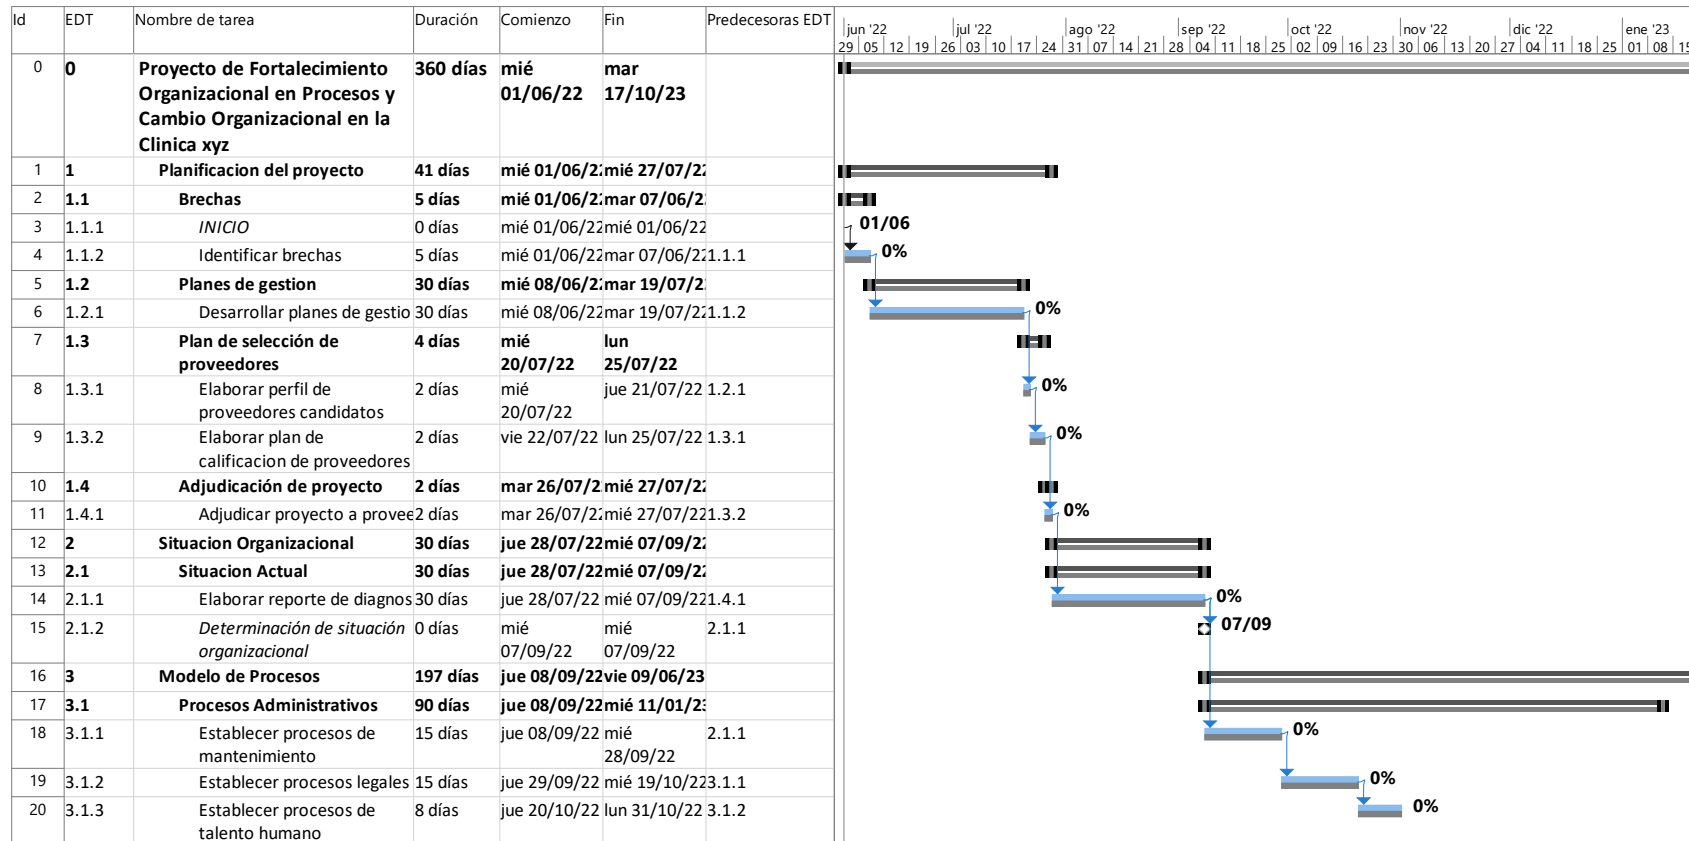 Id EDT Nombre de tarea Duración Comienzo Fin Predecesoras EDT
jun '22 jul '22 ago '22 sep '22 oct '22 nov '22 dic '22 ene '23
29 05 12 19 26 03 10 17 24 31 07 14 21 28 04 11 18 25 02 09 16 23 30 06 13 20 27 04 11 18 25 01 08 15
0 0 Proyecto de Fortalecimiento 360 días mié mar
Organizacional en Procesos y 01/06/22 17/10/23
Cambio Organizacional en la
Clinica xyz
1 1 Planificacion del proyecto 41 días mié 01/06/22 mié 27/07/22
2 1.1 Brechas 5 días mié 01/06/22 mar 07/06/2
3 1.1.1 INICIO 0 días mié 01/06/22 mié 01/06/22 01/06
4 1.1.2 Identificar brechas 5 días mié 01/06/22 mar 07/06/22 1.1.1 0%
5 1.2 Planes de gestion 30 días mié 08/06/22 mar 19/07/2
6 1.2.1 Desarrollar planes de gestio 30 días mié 08/06/22 mar 19/07/22 1.1.2 0%
7 1.3 Plan de selección de 4 días mié lun
proveedores 20/07/22 25/07/22
8 1.3.1 Elaborar perfil de 2 días mié jue 21/07/22 1.2.1 0%
proveedores candidatos 20/07/22
9 1.3.2 Elaborar plan de 2 días vie 22/07/22 lun 25/07/22 1.3.1 0%
calificacion de proveedores
10 1.4 Adjudicación de proyecto 2 días mar 26/07/2 mié 27/07/22
11 1.4.1 Adjudicar proyecto a provee 2 días mar 26/07/22 mié 27/07/22 1.3.2 0%
12 2 Situacion Organizacional 30 días jue 28/07/22 mié 07/09/22
13 2.1 Situacion Actual 30 días jue 28/07/22 mié 07/09/22
14 2.1.1 Elaborar reporte de diagnos 30 días jue 28/07/22 mié 07/09/22 1.4.1 0%
15 2.1.2 Determinación de situación 0 días mié mié 2.1.1 07/09
organizacional 07/09/22 07/09/22
16 3 Modelo de Procesos 197 días jue 08/09/22 vie 09/06/23
17 3.1 Procesos Administrativos 90 días jue 08/09/22 mié 11/01/23
18 3.1.1 Establecer procesos de 15 días jue 08/09/22 mié 2.1.1 0%
mantenimiento 28/09/22
19 3.1.2 Establecer procesos legales 15 días jue 29/09/22 mié 19/10/22 3.1.1 0%
20 3.1.3 Establecer procesos de 8 días jue 20/10/22 lun 31/10/22 3.1.2 0%
talento humano